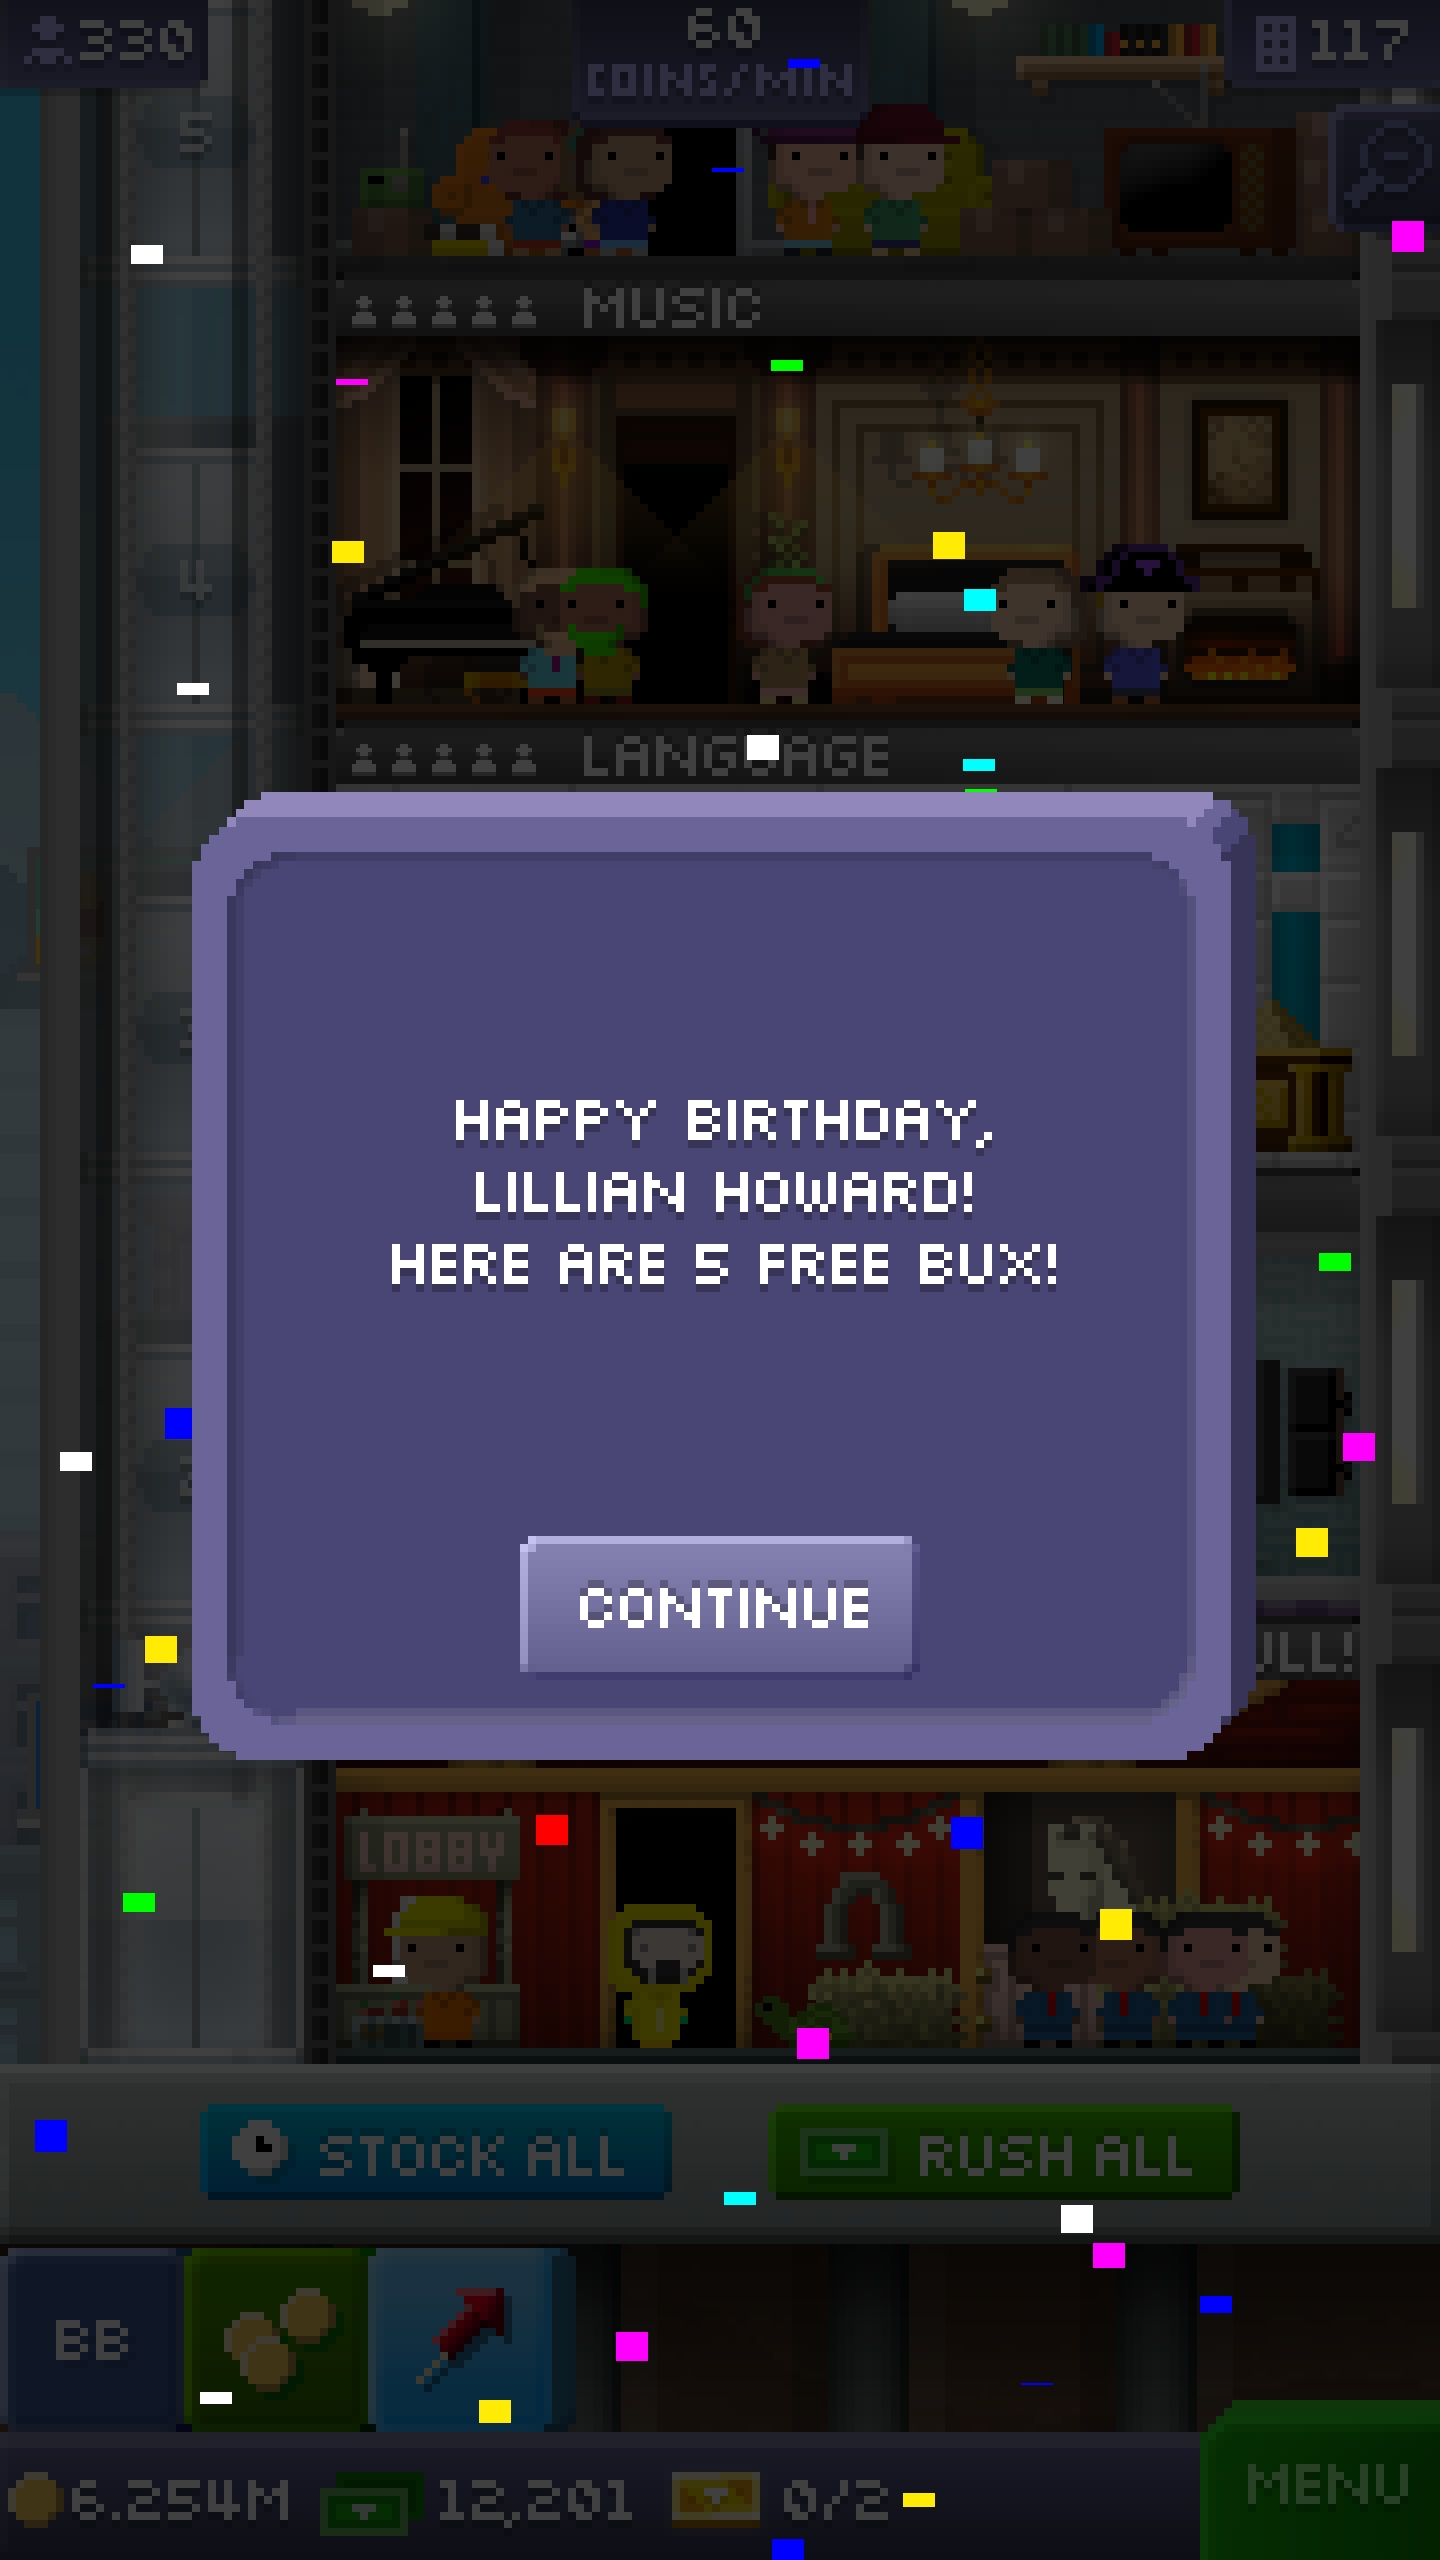 330
60
COINS/MIN
117
5
MUSIC
4
LANGUAGE
HAPPY BIRTHDAY,
LILLIAN HOWARD!
HERE ARE 5 FREE BUX!
CONTINUE
LOBBY
STOCK ALL
RUSH ALL
BB
6.254M
12,201
0/2
MENU